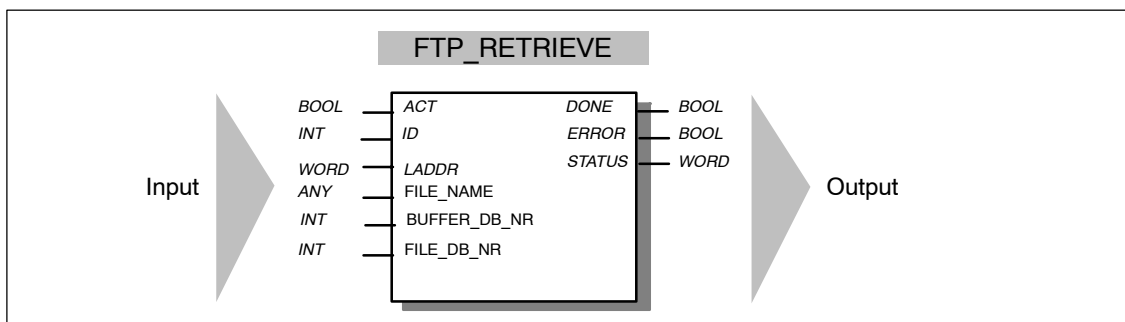 FTP_RETRIEVE
BOOL ACT DONE BOOL
INT ID ERROR BOOL
WORD LADDR STATUS WORD
Input ANY FILE_NAME Output
INT BUFFER_DB_NR
INT FILE_DB_NR